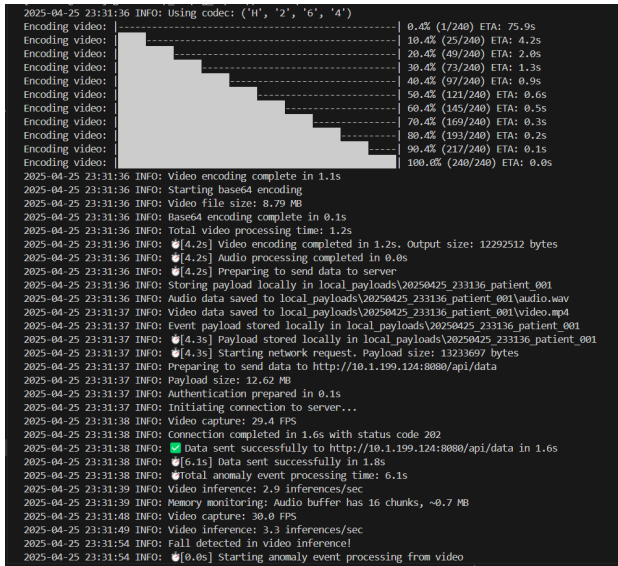 2025-04-25 23:31:36 INFO: Using codec: ('H', '2', '6', '4')
Encoding video: |--------------------------------------------------| 0.4% (1/240) ETA: 75.9s
Encoding video: |█████---------------------------------------------| 10.4% (25/240) ETA: 4.2s
Encoding video: |██████████----------------------------------------| 20.4% (49/240) ETA: 2.0s
Encoding video: |███████████████-----------------------------------| 30.4% (73/240) ETA: 1.3s
Encoding video: |████████████████████------------------------------| 40.4% (97/240) ETA: 0.9s
Encoding video: |█████████████████████████-------------------------| 50.4% (121/240) ETA: 0.6s
Encoding video: |██████████████████████████████--------------------| 60.4% (145/240) ETA: 0.5s
Encoding video: |███████████████████████████████████---------------| 70.4% (169/240) ETA: 0.3s
Encoding video: |████████████████████████████████████████----------| 80.4% (193/240) ETA: 0.2s
Encoding video: |█████████████████████████████████████████████-----| 90.4% (217/240) ETA: 0.1s
Encoding video: |██████████████████████████████████████████████████| 100.0% (240/240) ETA: 0.0s
2025-04-25 23:31:36 INFO: Video encoding complete in 1.1s
2025-04-25 23:31:36 INFO: Starting base64 encoding
2025-04-25 23:31:36 INFO: Video file size: 8.79 MB
2025-04-25 23:31:36 INFO: Base64 encoding complete in 0.1s
2025-04-25 23:31:36 INFO: Total video processing time: 1.2s
2025-04-25 23:31:36 INFO: ⏱[4.2s] Video encoding completed in 1.2s. Output size: 12292512 bytes
2025-04-25 23:31:36 INFO: ⏱[4.2s] Audio processing completed in 0.0s
2025-04-25 23:31:36 INFO: ⏱[4.2s] Preparing to send data to server
2025-04-25 23:31:36 INFO: Storing payload locally in local_payloads\20250425_233136_patient_001
2025-04-25 23:31:36 INFO: Audio data saved to local_payloads\20250425_233136_patient_001\audio.wav
2025-04-25 23:31:37 INFO: Video data saved to local_payloads\20250425_233136_patient_001\video.mp4
2025-04-25 23:31:37 INFO: Event payload stored locally in local_payloads\20250425_233136_patient_001
2025-04-25 23:31:37 INFO: ⏱[4.3s] Payload stored locally in local_payloads\20250425_233136_patient_001
2025-04-25 23:31:37 INFO: ⏱[4.3s] Starting network request. Payload size: 13233697 bytes
2025-04-25 23:31:37 INFO: Preparing to send data to http://10.1.199.124:8080/api/data
2025-04-25 23:31:37 INFO: Payload size: 12.62 MB
2025-04-25 23:31:37 INFO: Authentication prepared in 0.1s
2025-04-25 23:31:37 INFO: Initiating connection to server...
2025-04-25 23:31:38 INFO: Video capture: 29.4 FPS
2025-04-25 23:31:38 INFO: Connection completed in 1.6s with status code 202
2025-04-25 23:31:38 INFO: ✅ Data sent successfully to http://10.1.199.124:8080/api/data in 1.6s
2025-04-25 23:31:38 INFO: ⏱[6.1s] Data sent successfully in 1.8s
2025-04-25 23:31:38 INFO: ⏱Total anomaly event processing time: 6.1s
2025-04-25 23:31:39 INFO: Video inference: 2.9 inferences/sec
2025-04-25 23:31:39 INFO: Memory monitoring: Audio buffer has 16 chunks, ~0.7 MB
2025-04-25 23:31:48 INFO: Video capture: 30.0 FPS
2025-04-25 23:31:49 INFO: Video inference: 3.3 inferences/sec
2025-04-25 23:31:54 INFO: Fall detected in video inference!
2025-04-25 23:31:54 INFO: ⏱[0.0s] Starting anomaly event processing from video